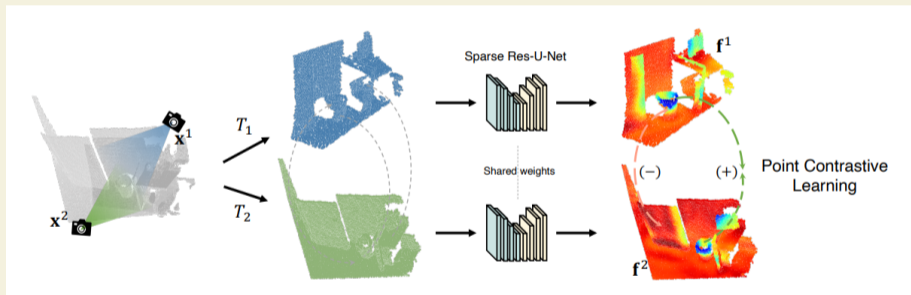 Sparse Res-U-Net
f¹
x¹
T₁
Shared weights
(−)
(+)
Point Contrastive
Learning
x²
T₂
f²